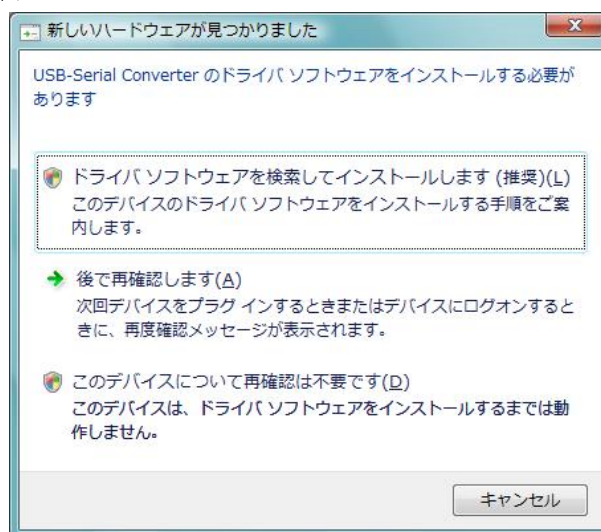 新しいハードウェアが見つかりました
USB-Serial Converter のドライバ ソフトウェアをインストールする必要が
あります
ドライバ ソフトウェアを検索してインストールします (推奨)(L)
このデバイスのドライバ ソフトウェアをインストールする手順をご案
内します。
後で再確認します(A)
次回デバイスをプラグ インするときまたはデバイスにログオンすると
きに、再度確認メッセージが表示されます。
このデバイスについて再確認は不要です(D)
このデバイスは、ドライバ ソフトウェアをインストールするまでは動
作しません。
キャンセル